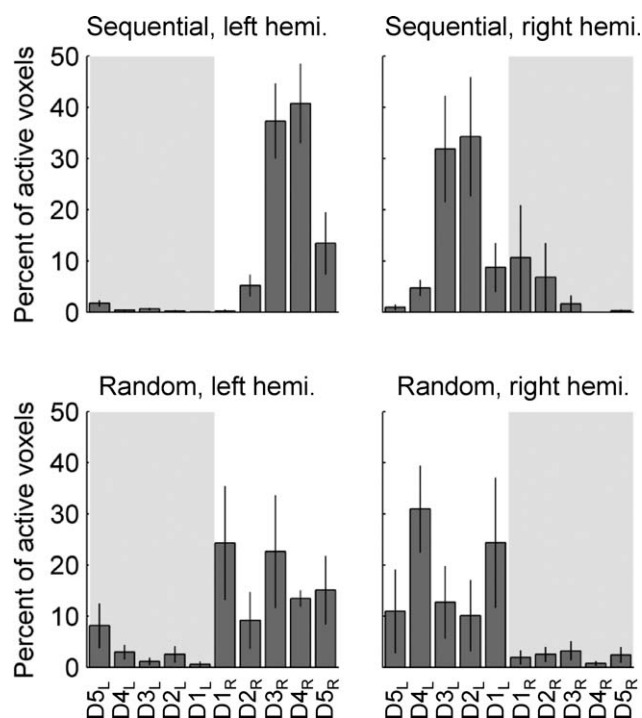 Sequential, left hemi.
Sequential, right hemi.
Percent of active voxels
50
40
30
20
10
0
Random, left hemi.
Random, right hemi.
Percent of active voxels
50
40
30
20
10
0
D5L D4L D3L D2L D1L D1R D2R D3R D4R D5R
D5L D4L D3L D2L D1L D1R D2R D3R D4R D5R